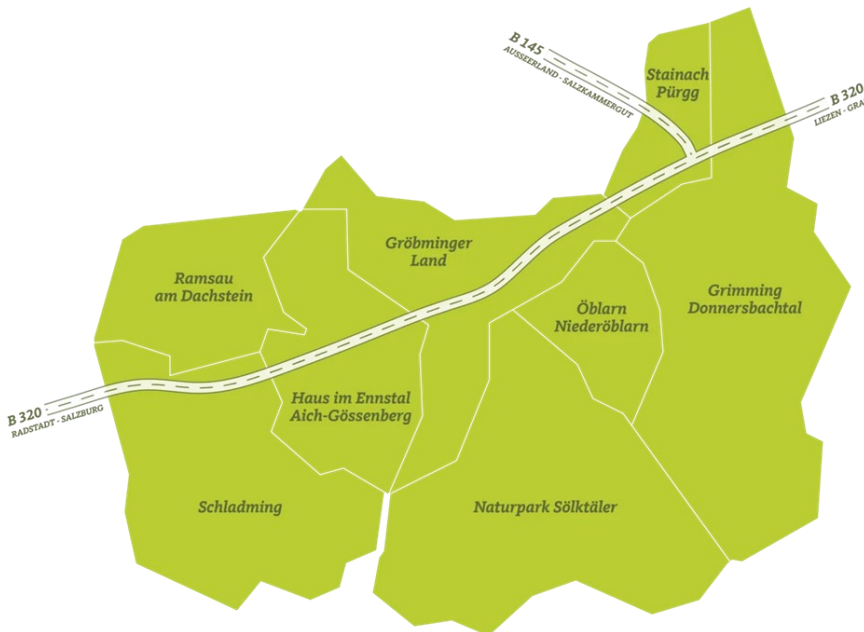 B 145
AUSSEERLAND - SALZKAMMERGUT
Stainach
Pürgg
B 320
LIEZEN - GRA
Gröbminger
Land
Ramsau
am Dachstein
Grimming
Donnersbachtal
Öblarn
Niederöblarn
Haus im Ennstal
Aich-Gössenberg
B 320
RADSTADT - SALZBURG
Schladming
Naturpark Sölktäler